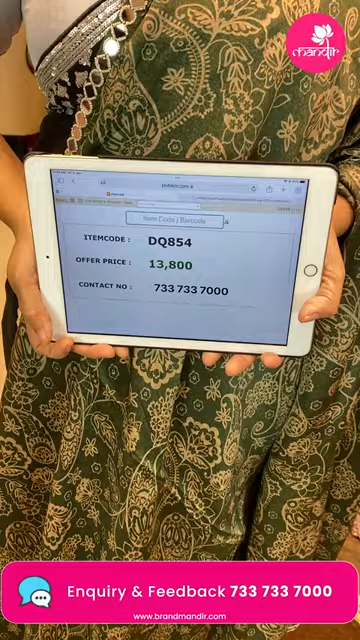 mandir
Item Code / Barcode
ITEMCODE : DQ854
OFFER PRICE : 13,800
CONTACT NO : 733 733 7000
Enquiry & Feedback 733 733 7000
www.brandmandir.com